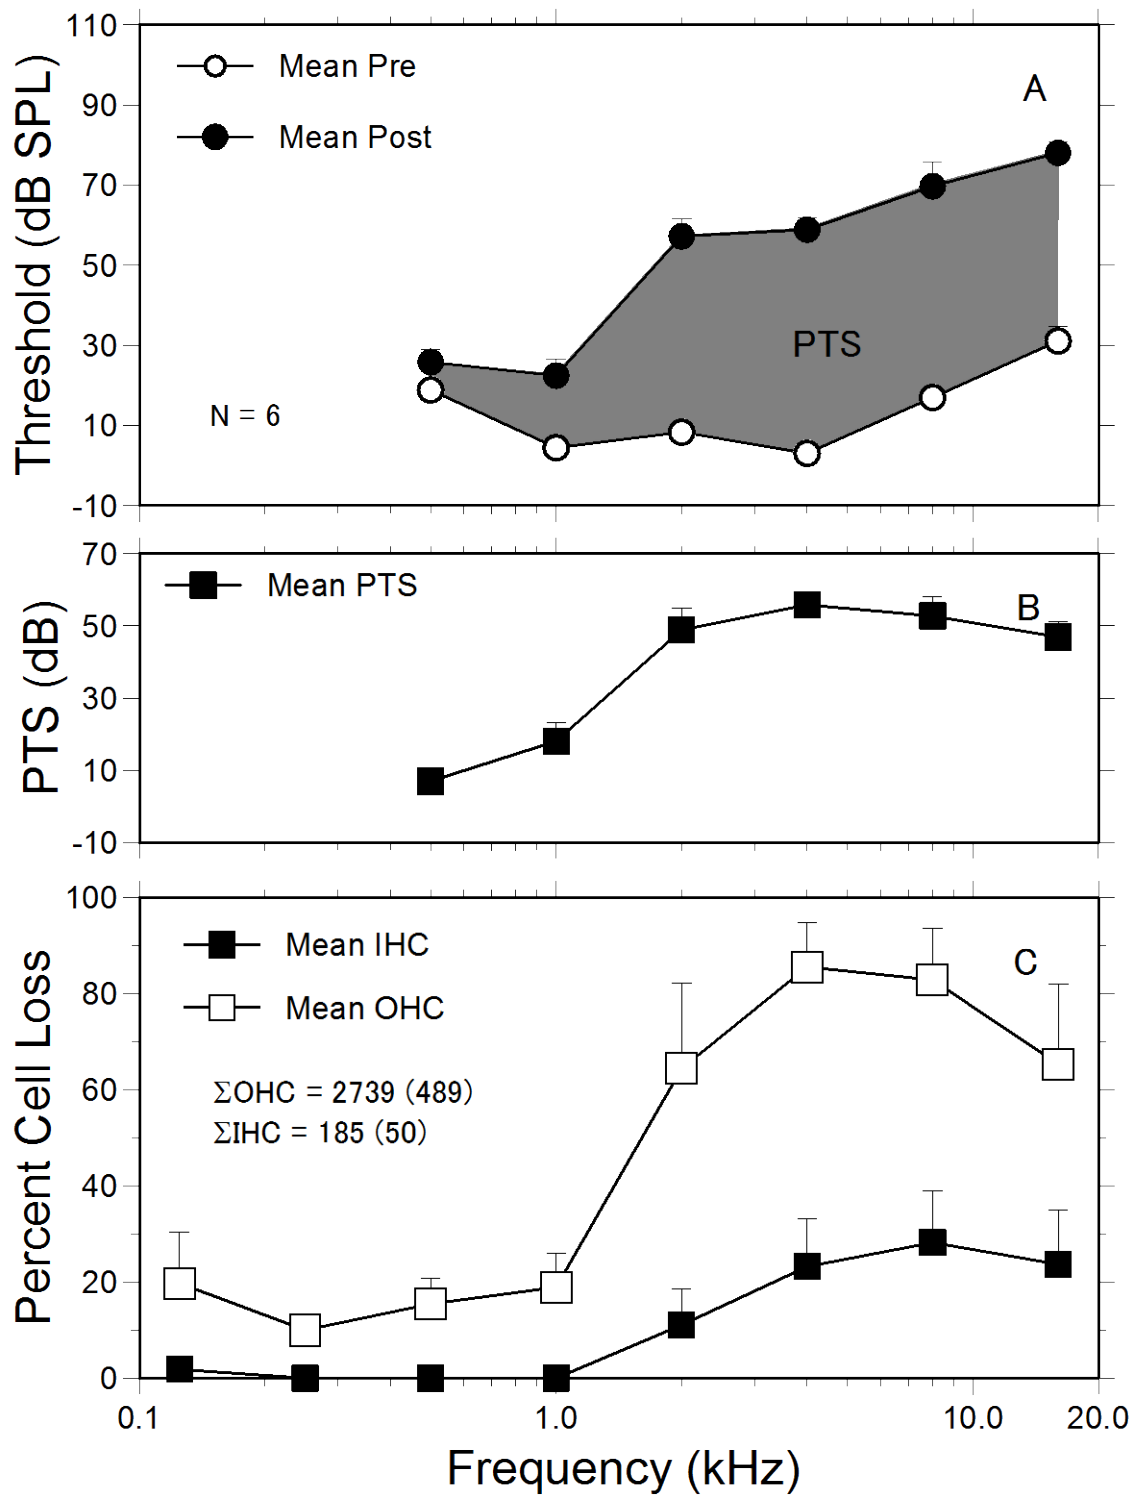 110
90
70
50
30
10
-10
Threshold (dB SPL)
Mean Pre
Mean Post
A
PTS
N = 6
70
50
30
10
-10
PTS (dB)
Mean PTS
B
100
80
60
40
20
0
Percent Cell Loss
Mean IHC
Mean OHC
C
ΣOHC = 2739 (489)
ΣIHC = 185 (50)
0.1 1.0 10.0 20.0
Frequency (kHz)